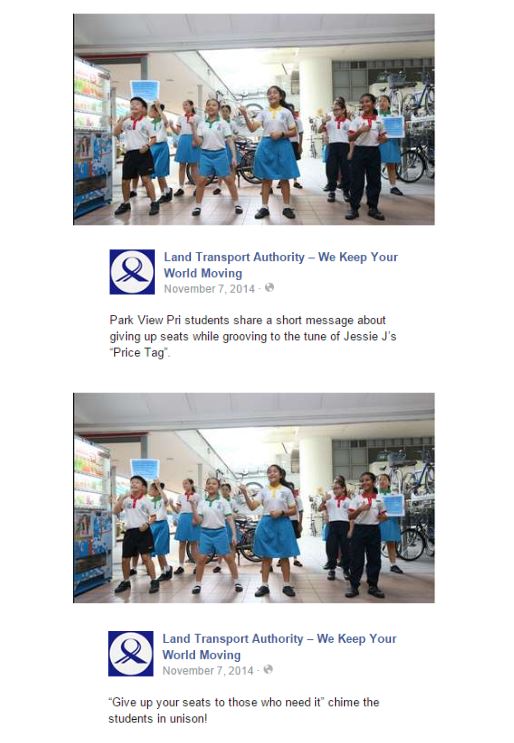 Land Transport Authority – We Keep Your
World Moving
November 7, 2014 ·
Park View Pri students share a short message about
giving up seats while grooving to the tune of Jessie J's
"Price Tag".
Land Transport Authority – We Keep Your
World Moving
November 7, 2014 ·
"Give up your seats to those who need it" chime the
students in unison!